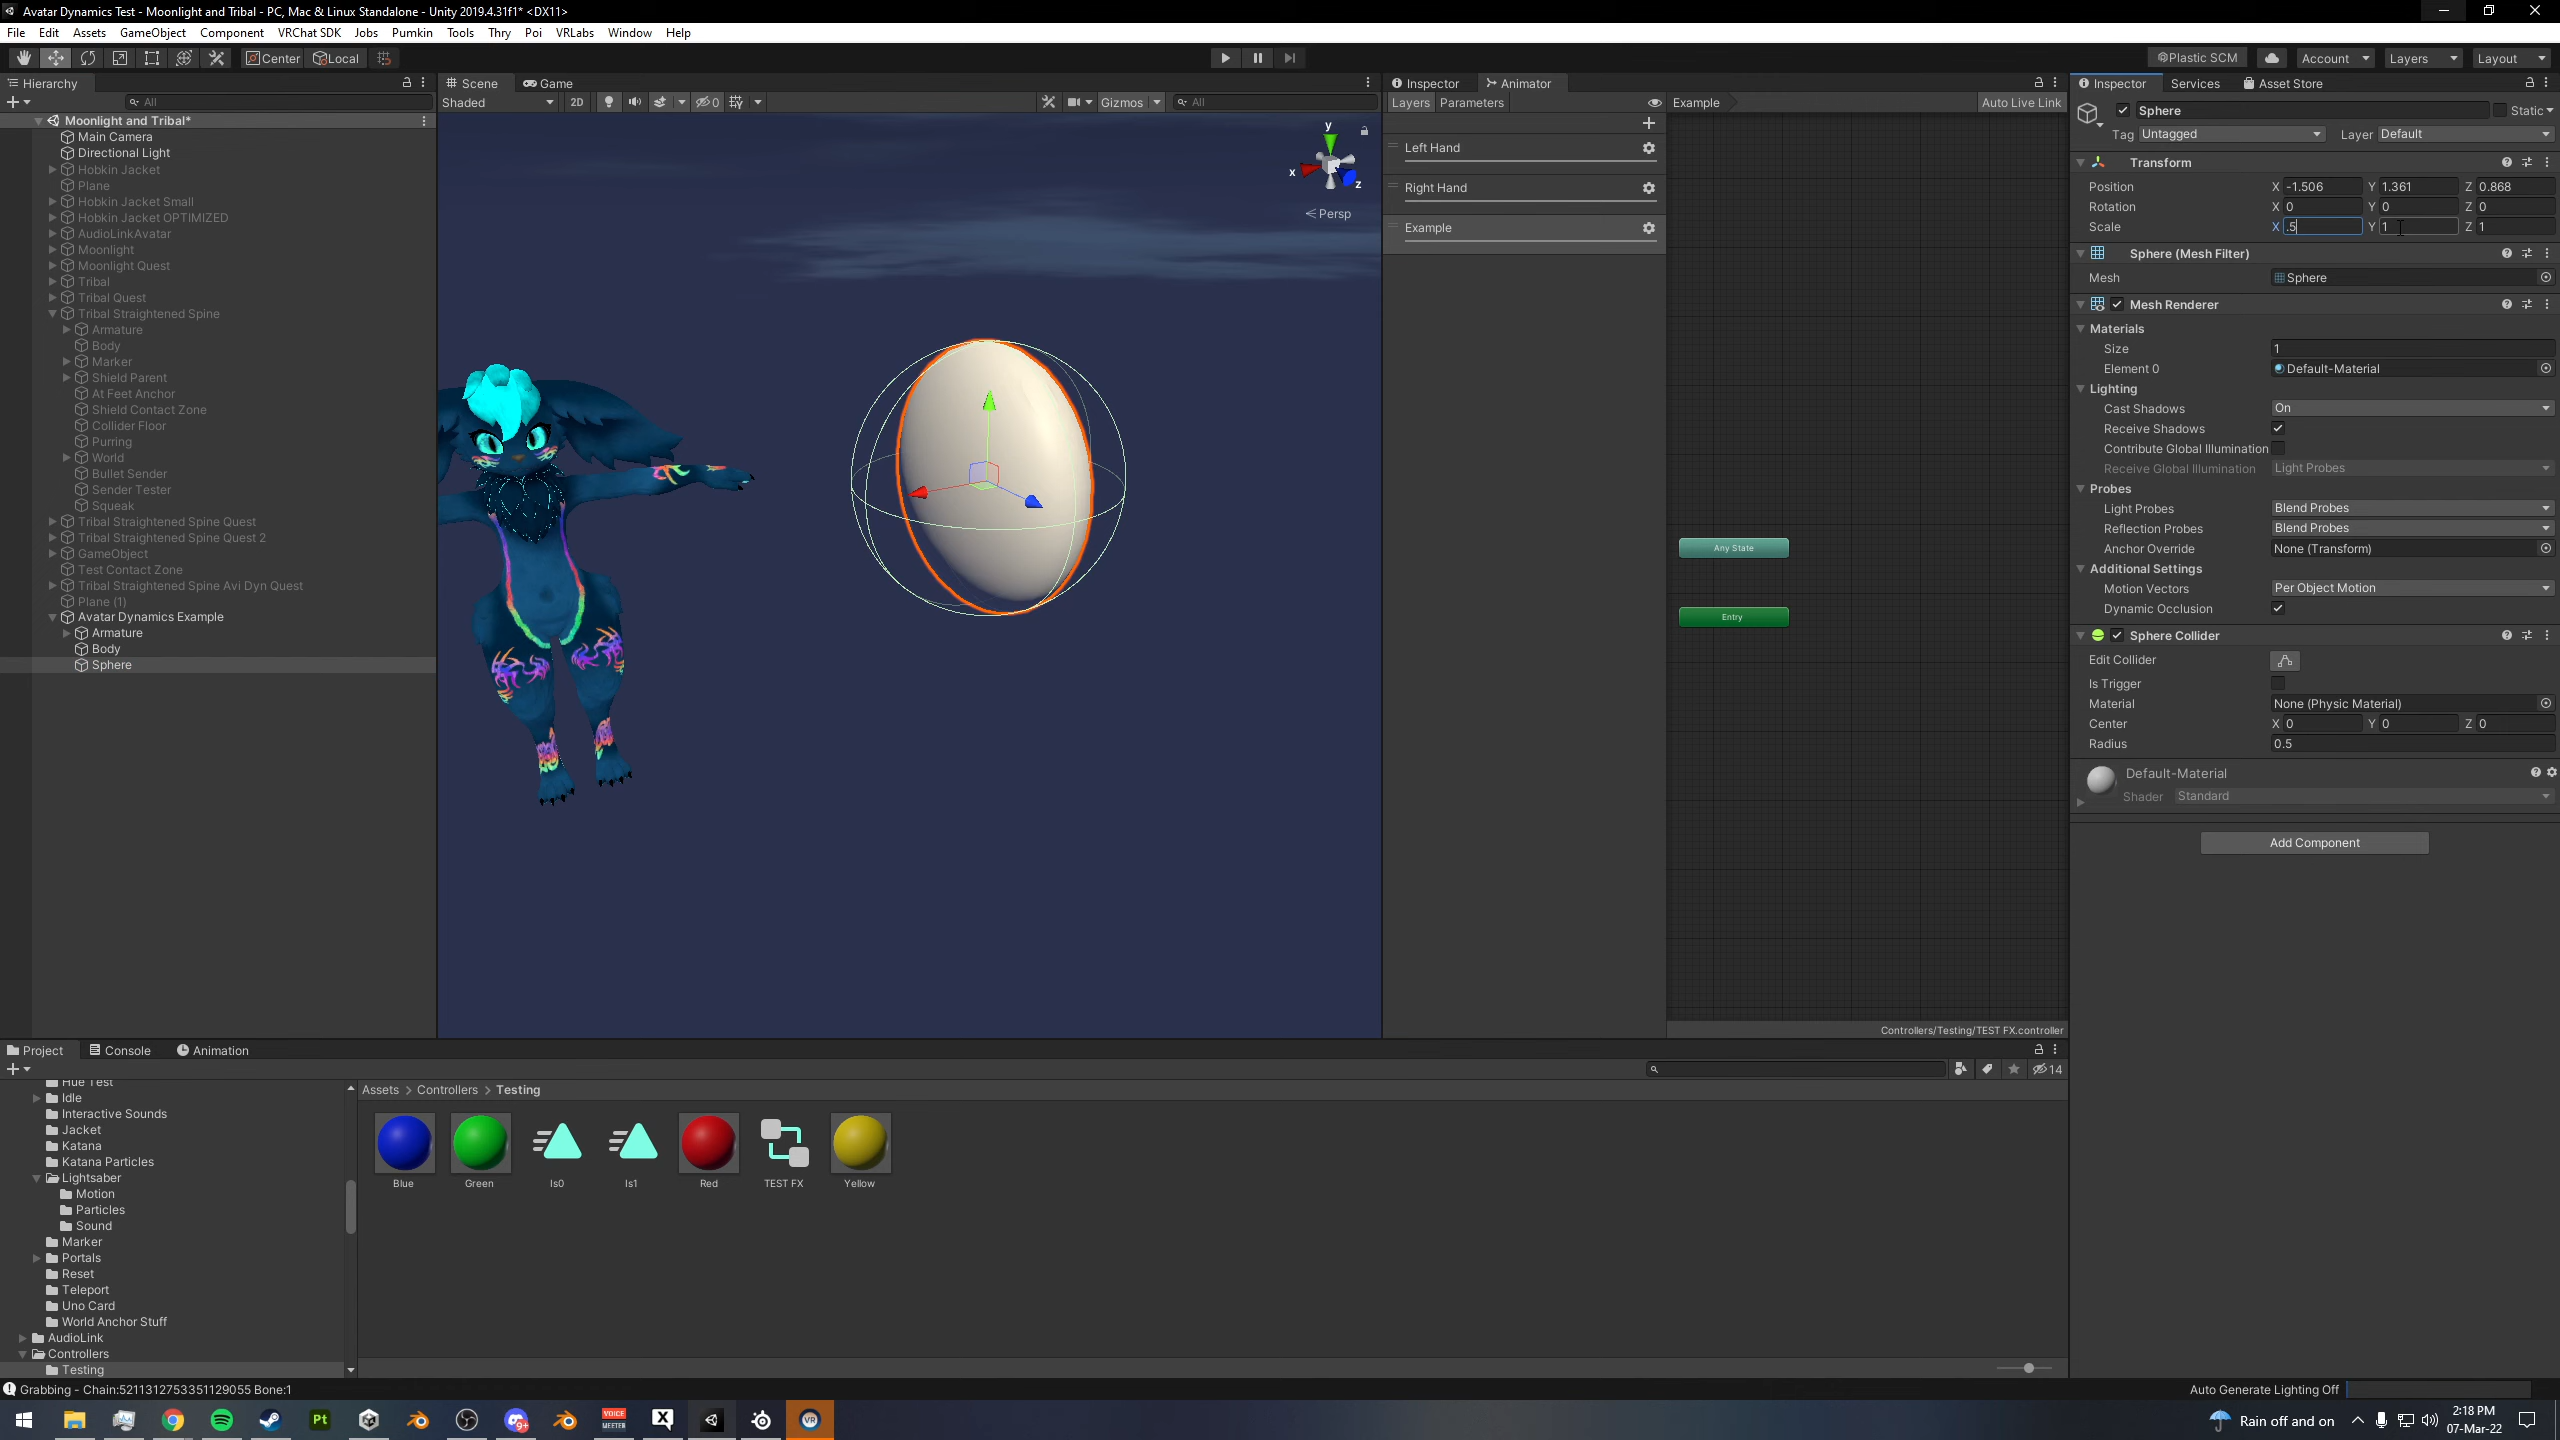 Avatar Dynamics Test - Moonlight and Tribal - PC, Mac & Linux Standalone - Unity 2019.4.31f1* <DX11>
File Edit Assets GameObject Component VRChat SDK Jobs Pumkin Tools Thry Poi VRLabs Window Help
Center Local Plastic SCM Account Layers Layout
Hierarchy
All
Moonlight and Tribal*
Main Camera
Directional Light
Hobkin Jacket
Plane
Hobkin Jacket Small
Hobkin Jacket OPTIMIZED
AudioLinkAvatar
Moonlight
Moonlight Quest
Tribal
Tribal Quest
Tribal Straightened Spine
Armature
Body
Marker
Shield Parent
At Feet Anchor
Shield Contact Zone
Collider Floor
Purring
World
Bullet Sender
Sender Tester
Squeak
Tribal Straightened Spine Quest
Tribal Straightened Spine Quest 2
GameObject
Test Contact Zone
Tribal Straightened Spine Avi Dyn Quest
Plane (1)
Avatar Dynamics Example
Armature
Body
Sphere
Scene Game
Shaded 2D 0 Gizmos All
y
x
z
Persp
Inspector Animator
Layers Parameters Example Auto Live Link
Left Hand
Right Hand
Example
Any State
Entry
Controllers/Testing/TEST FX.controller
Inspector Services Asset Store
Sphere Static
Tag Untagged Layer Default
Transform
Position X -1.506 Y 1.361 Z 0.868
Rotation X 0 Y 0 Z 0
Scale X .5 Y 1 Z 1
Sphere (Mesh Filter)
Mesh Sphere
Mesh Renderer
Materials
Size 1
Element 0 Default-Material
Lighting
Cast Shadows On
Receive Shadows
Contribute Global Illumination
Receive Global Illumination Light Probes
Probes
Light Probes Blend Probes
Reflection Probes Blend Probes
Anchor Override None (Transform)
Additional Settings
Motion Vectors Per Object Motion
Dynamic Occlusion
Sphere Collider
Edit Collider
Is Trigger
Material None (Physic Material)
Center X 0 Y 0 Z 0
Radius 0.5
Default-Material
Shader Standard
Add Component
Project Console Animation
14
Hue Test
Idle
Interactive Sounds
Jacket
Katana
Katana Particles
Lightsaber
Motion
Particles
Sound
Marker
Portals
Reset
Teleport
Uno Card
World Anchor Stuff
AudioLink
Controllers
Testing
Assets > Controllers > Testing
Blue Green Is0 Is1 Red TEST FX Yellow
Grabbing - Chain:5211312753351129055 Bone:1
Auto Generate Lighting Off
Pt 9+ VOICE MEETER X VR
Rain off and on
2:18 PM
07-Mar-22